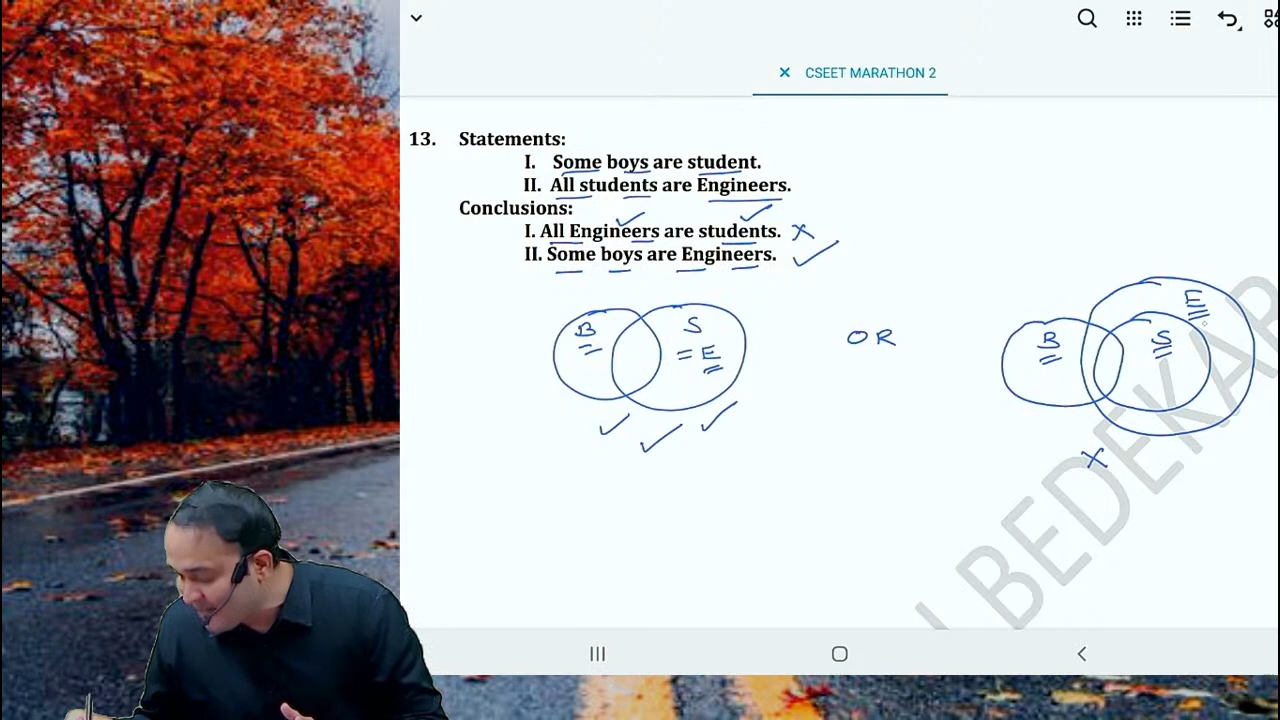 × CSEET MARATHON 2
13. Statements:
I. Some boys are student.
II. All students are Engineers.
Conclusions:
I. All Engineers are students. ×
II. Some boys are Engineers. ✓
B S
E
OR
B S E
BEDEKAR